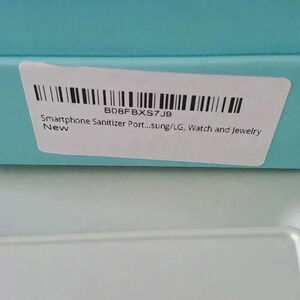 B08FBXS7J9
Smartphone Sanitizer Port...sung/LG, Watch and Jewelry
New